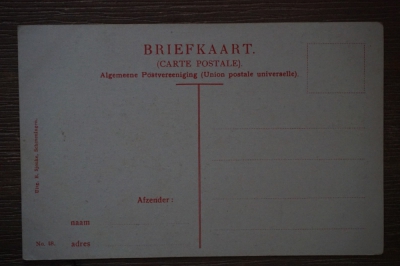 BRIEFKAART.
(CARTE POSTALE).
Algemeene Postvereeniging (Union postale universelle)
Afzender:
naam
adres